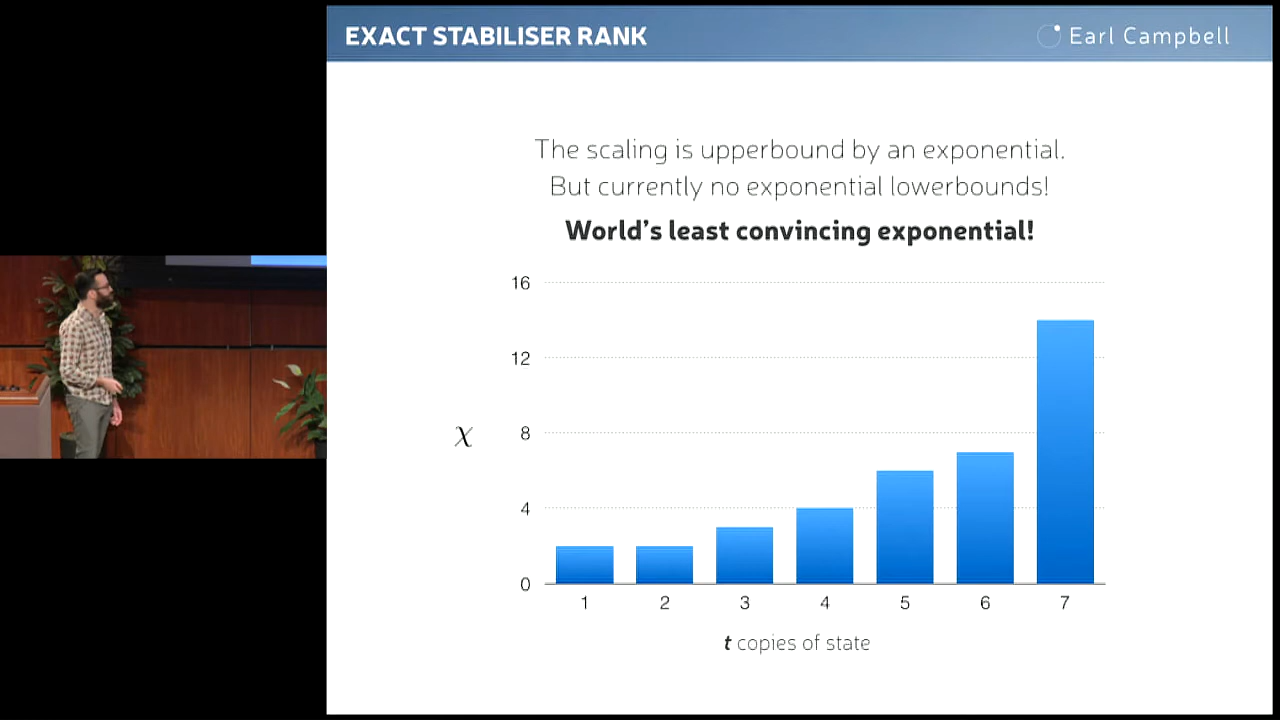 EXACT STABILISER RANK
Earl Campbell
The scaling is upperbound by an exponential.
But currently no exponential lowerbounds!
World's least convincing exponential!
16
12
8
4
0
χ
1 2 3 4 5 6 7
t copies of state